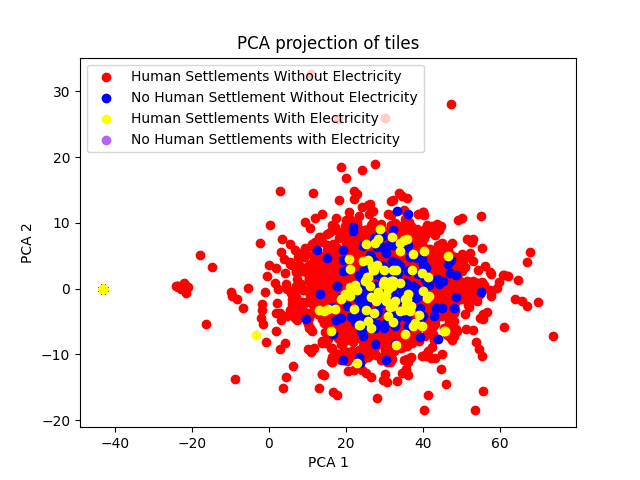 PCA projection of tiles
Human Settlements Without Electricity
No Human Settlement Without Electricity
Human Settlements With Electricity
No Human Settlements with Electricity
30
20
10
0
−10
−20
PCA 2
−40
−20
0
20
40
60
PCA 1